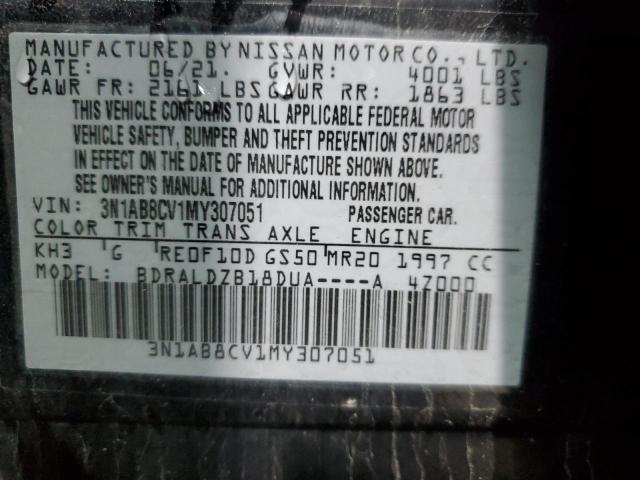 MANUFACTURED BY NISSAN MOTOR CO., LTD.
DATE: 06/21. GVWR: 4001 LBS
GAWR FR: 2161 LBS GAWR RR: 1863 LBS
THIS VEHICLE CONFORMS TO ALL APPLICABLE FEDERAL MOTOR
VEHICLE SAFETY, BUMPER AND THEFT PREVENTION STANDARDS
IN EFFECT ON THE DATE OF MANUFACTURE SHOWN ABOVE.
SEE OWNER'S MANUAL FOR ADDITIONAL INFORMATION.
VIN: 3N1AB8CV1MY307051 PASSENGER CAR.
COLOR TRIM TRANS AXLE ENGINE
KH3 G RE0F10D GS50 MR20 1997 CC
MODEL: BDRALDZB18DUA----A 4Z000
3N1AB8CV1MY307051